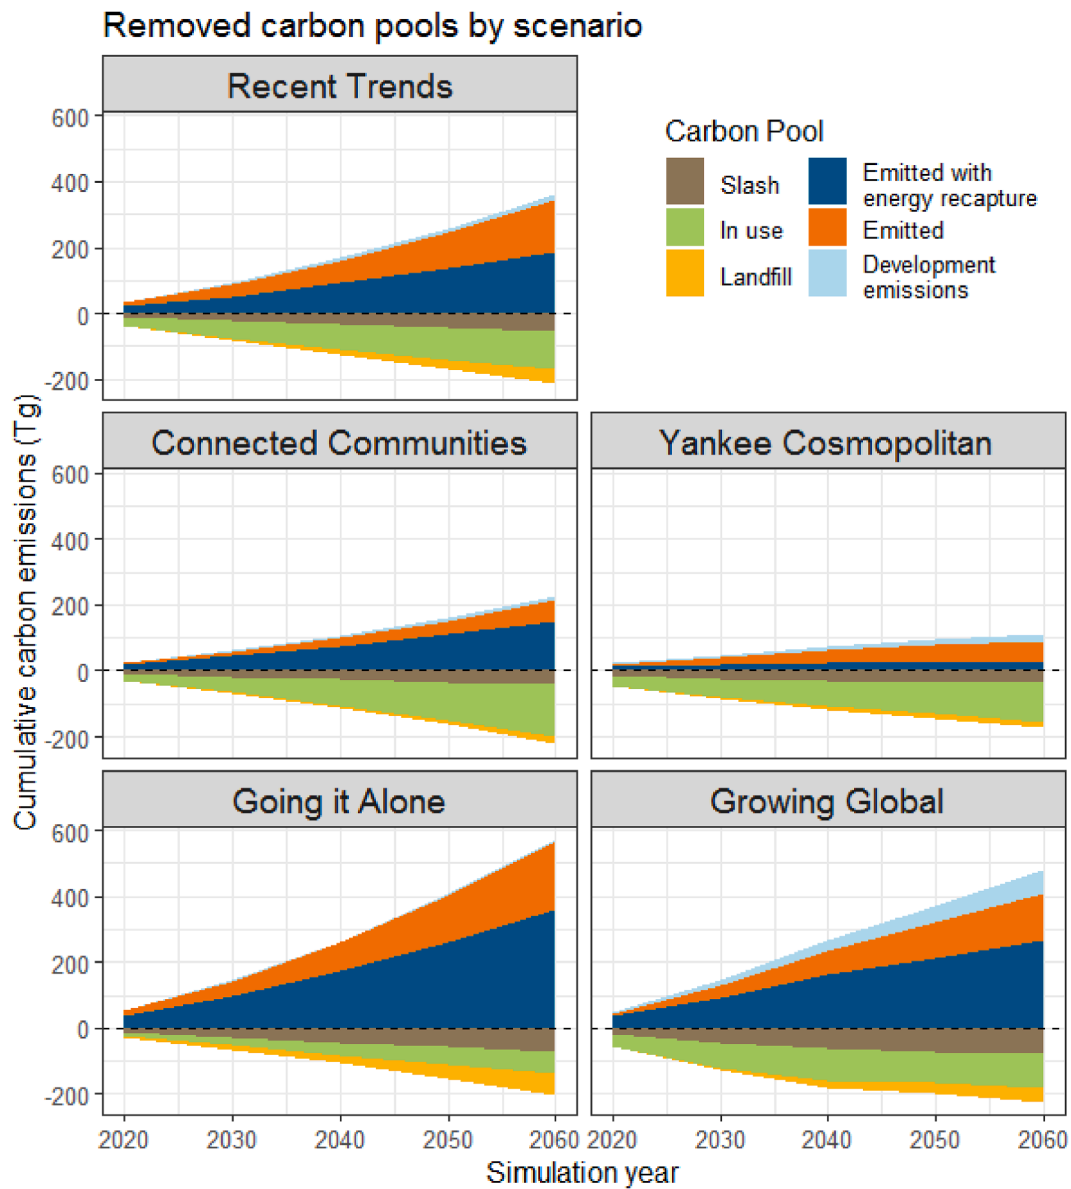 Removed carbon pools by scenario
Recent Trends
600
400
200
0
-200
Carbon Pool
Slash
In use
Landfill
Emitted with
energy recapture
Emitted
Development
emissions
Cumulative carbon emissions (Tg)
Connected Communities
Yankee Cosmopolitan
600
400
200
0
-200
Going it Alone
Growing Global
600
400
200
0
-200
2020 2030 2040 2050 2060 2020 2030 2040 2050 2060
Simulation year